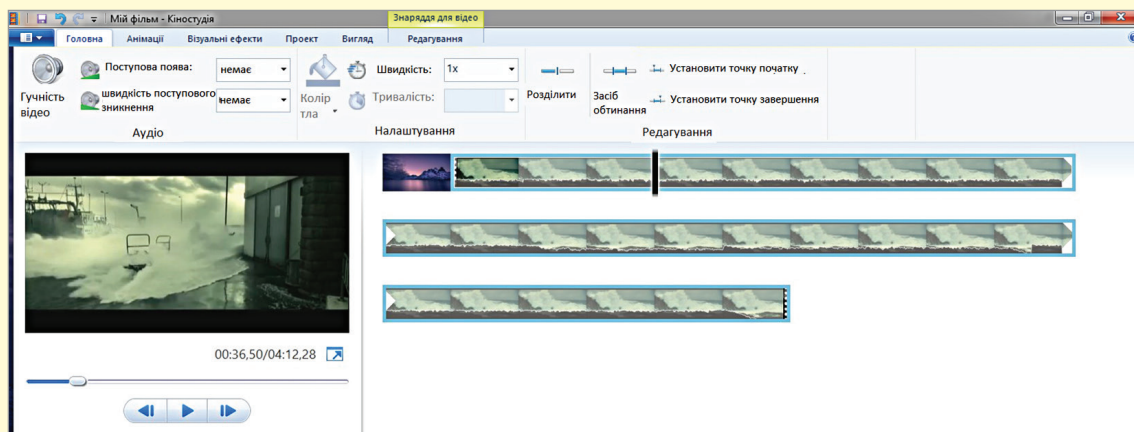 Мій фільм - Кіностудія
Знаряддя для відео
Головна Анімації Візуальні ефекти Проект Вигляд Редагування
Гучність відео
Поступова поява: немає
швидкість поступового зникнення немає
Аудіо
Колір тла
Швидкість: 1x
Тривалість:
Налаштування
Розділити
Засіб обтинання
Установити точку початку
Установити точку завершення
Редагування
00:36,50/04:12,28